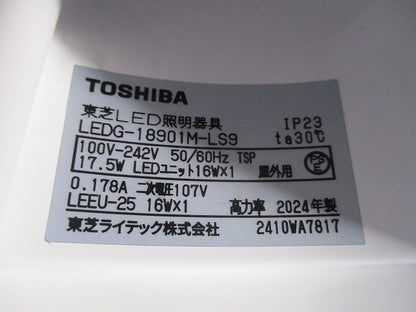 TOSHIBA
東芝LED照明器具 IP23
LEDG-18901M-LS9 ta30℃
100V-242V 50/60Hz TSP
17.5W LEDユニット16W×1 屋外用 PS E
0.178A 二次電圧107V
LEEU-25 16W×1 高力率 2024年製
東芝ライテック株式会社 2410WA7817